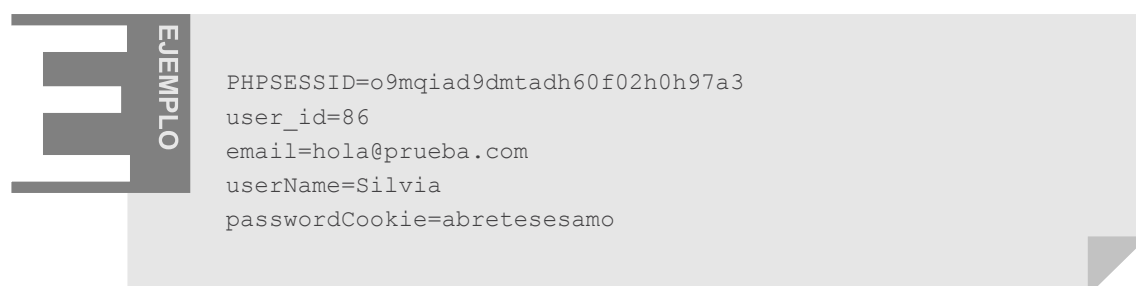 E
EJEMPLO
PHPSESSID=o9mqiad9dmtadh60f02h0h97a3
user_id=86
email=hola@prueba.com
userName=Silvia
passwordCookie=abretesesamo